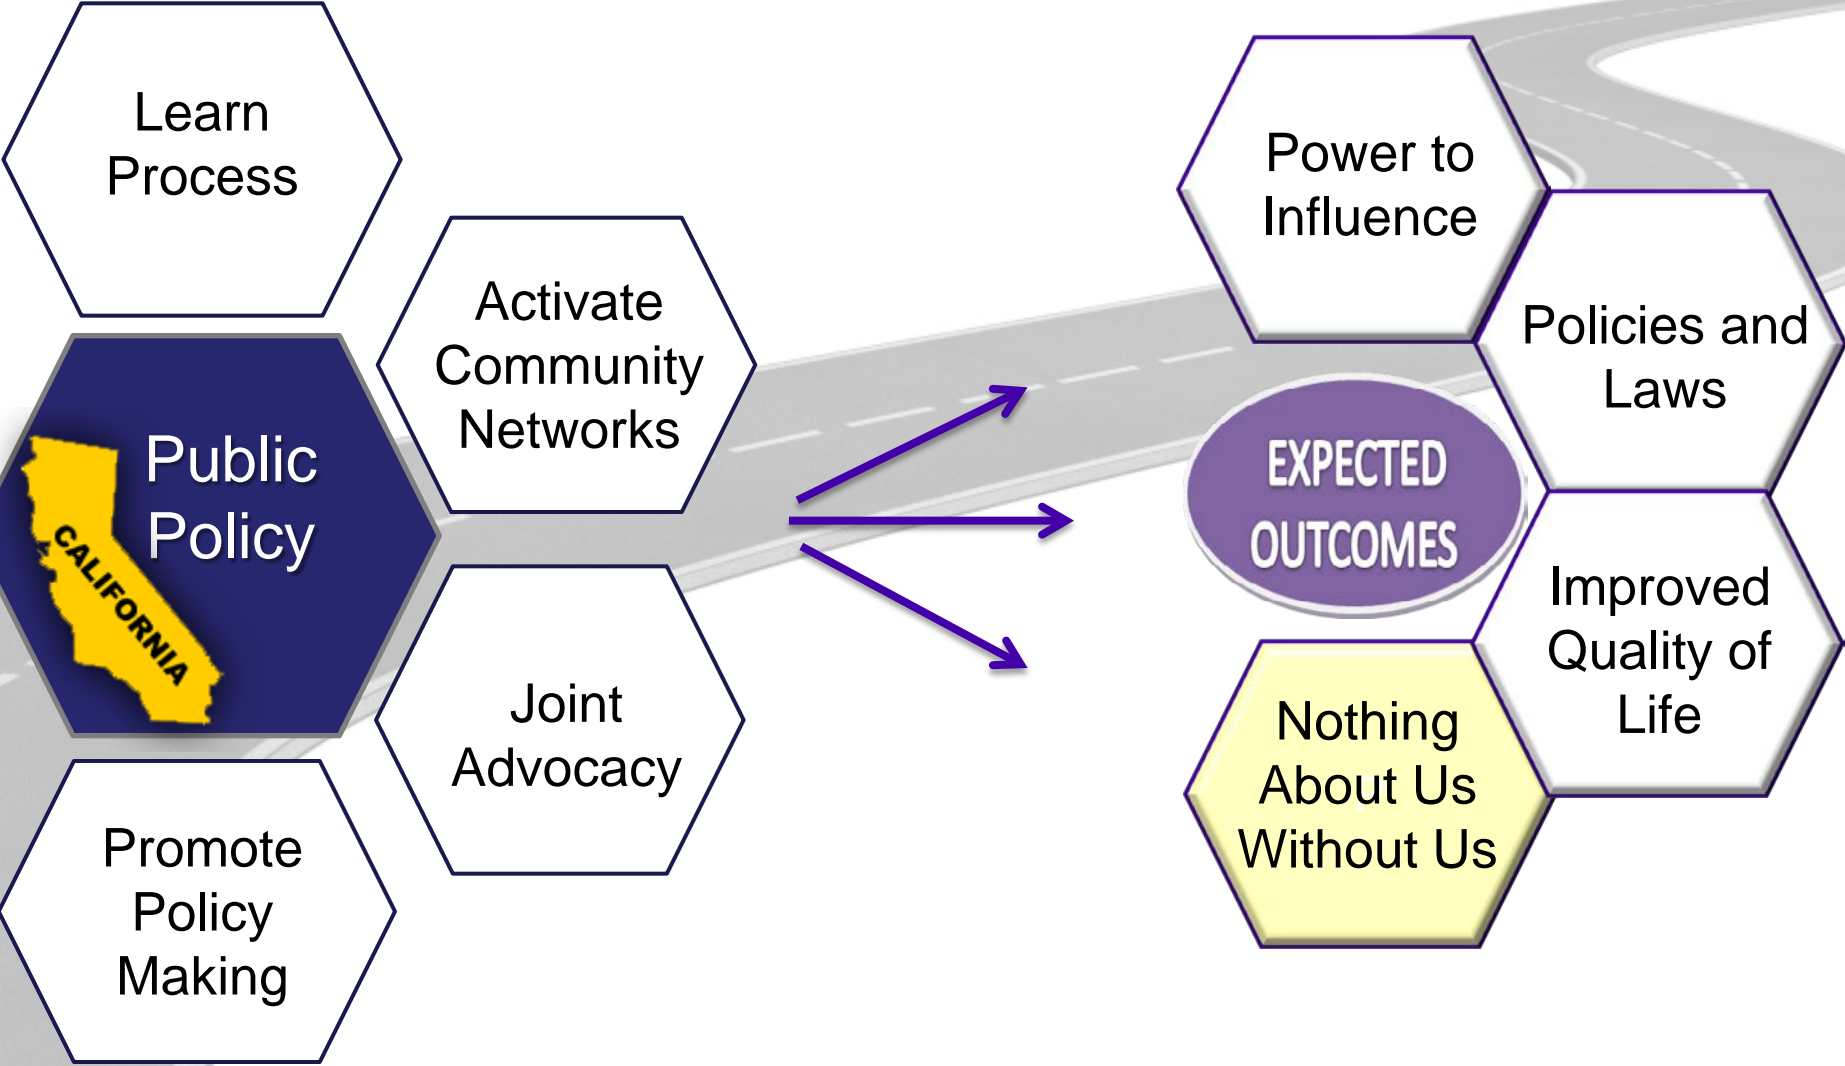 Learn
Process
Activate
Community
Networks
Public
Policy
CALIFORNIA
Joint
Advocacy
Promote
Policy
Making
Power to
Influence
Policies and
Laws
EXPECTED
OUTCOMES
Improved
Quality of
Life
Nothing
About Us
Without Us